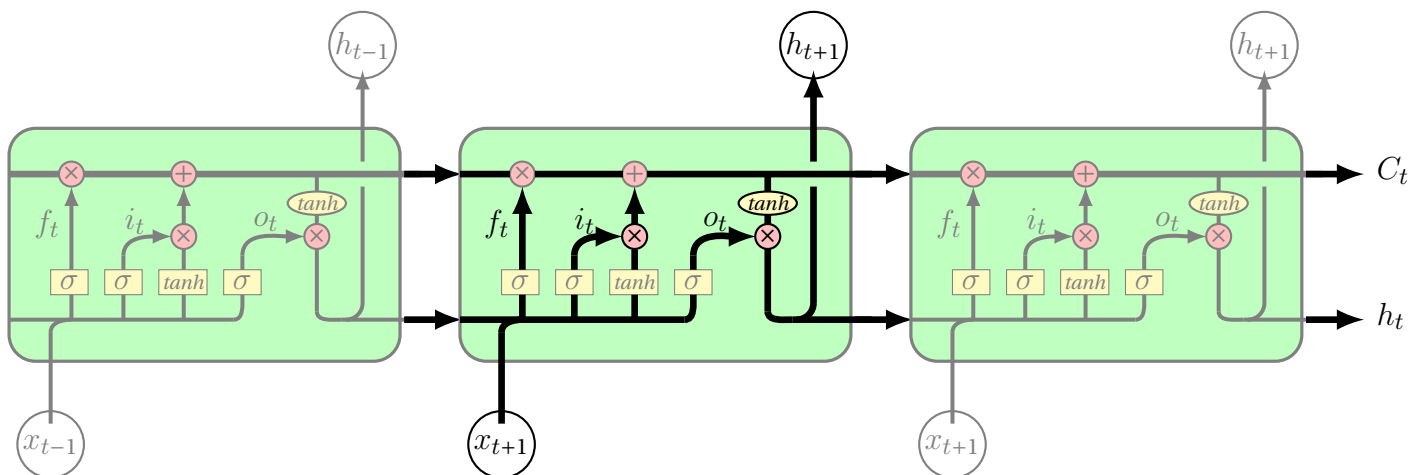 h_{t−1} h_{t+1} h_{t+1}
× + × + × + C_t
tanh tanh tanh
f_t i_t × o_t × f_t i_t × o_t × f_t i_t × o_t ×
σ σ tanh σ σ σ tanh σ σ σ tanh σ
h_t
x_{t−1} x_{t+1} x_{t+1}